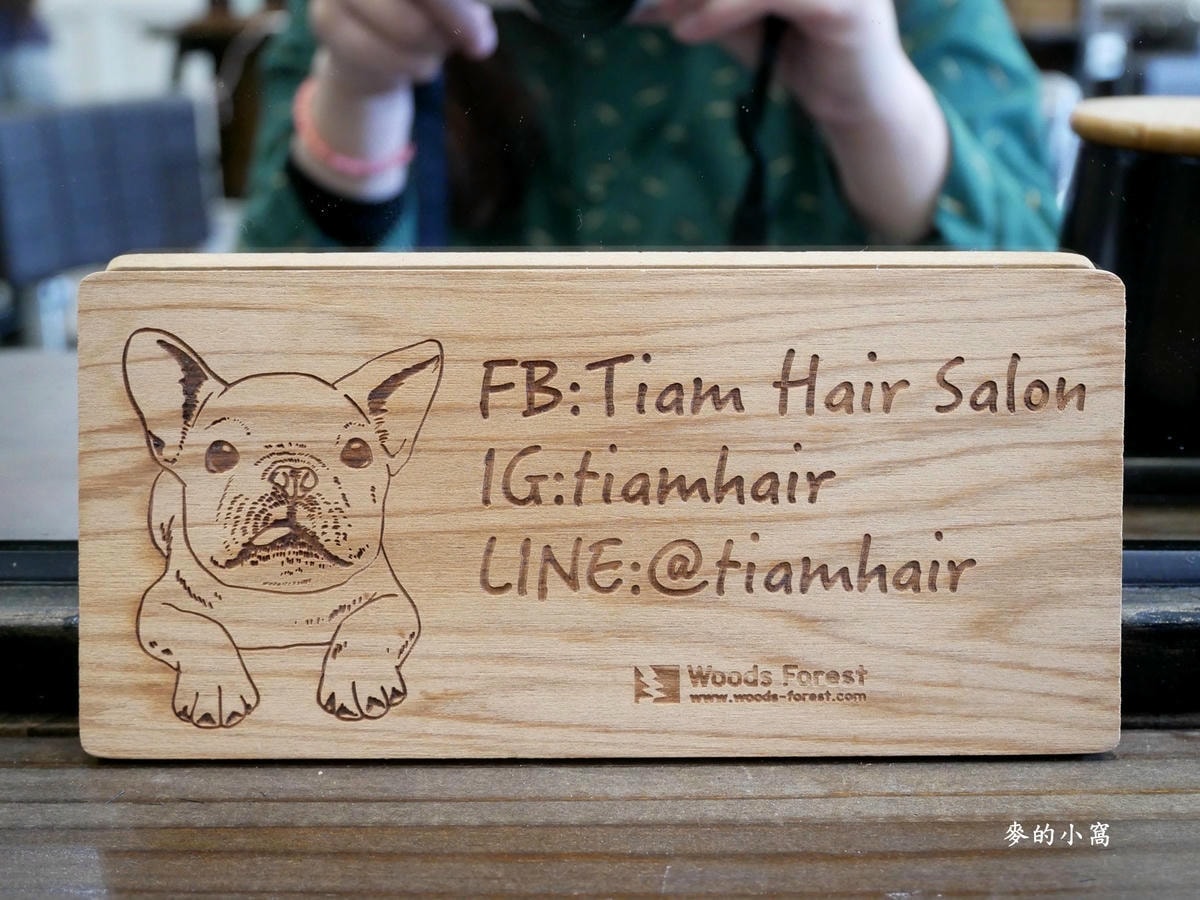 FB:Tiam Hair Salon
IG:tiamhair
LINE:@tiamhair
Woods Forest
www.woods-forest.com
麥的小窩